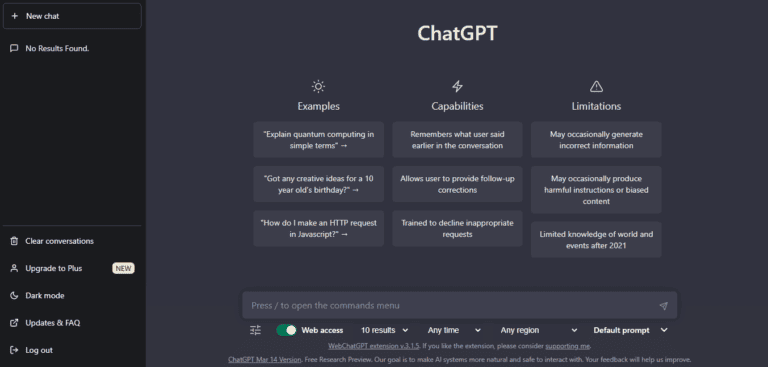 New chat
No Results Found.
Clear conversations
Upgrade to Plus NEW
Dark mode
Updates & FAQ
Log out
ChatGPT
Examples
"Explain quantum computing in
simple terms" →
"Got any creative ideas for a 10
year old's birthday?" →
"How do I make an HTTP request
in Javascript?" →
Capabilities
Remembers what user said
earlier in the conversation
Allows user to provide follow-up
corrections
Trained to decline inappropriate
requests
Limitations
May occasionally generate
incorrect information
May occasionally produce
harmful instructions or biased
content
Limited knowledge of world and
events after 2021
Press / to open the commands menu
Web access 10 results Any time Any region Default prompt
WebChatGPT extension v.3.1.5. If you like the extension, please consider supporting me.
ChatGPT Mar 14 Version. Free Research Preview. Our goal is to make AI systems more natural and safe to interact with. Your feedback will help us improve.